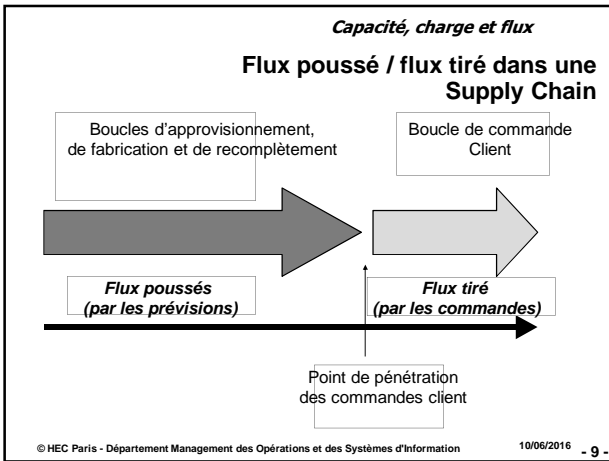 Capacité, charge et flux
Flux poussé / flux tiré dans une
Supply Chain
Boucles d'approvisionnement,
de fabrication et de recomplètement
Boucle de commande
Client
Flux poussés
(par les prévisions)
Flux tiré
(par les commandes)
Point de pénétration
des commandes client
© HEC Paris - Département Management des Opérations et des Systèmes d'Information
10/06/2016
- 9 -